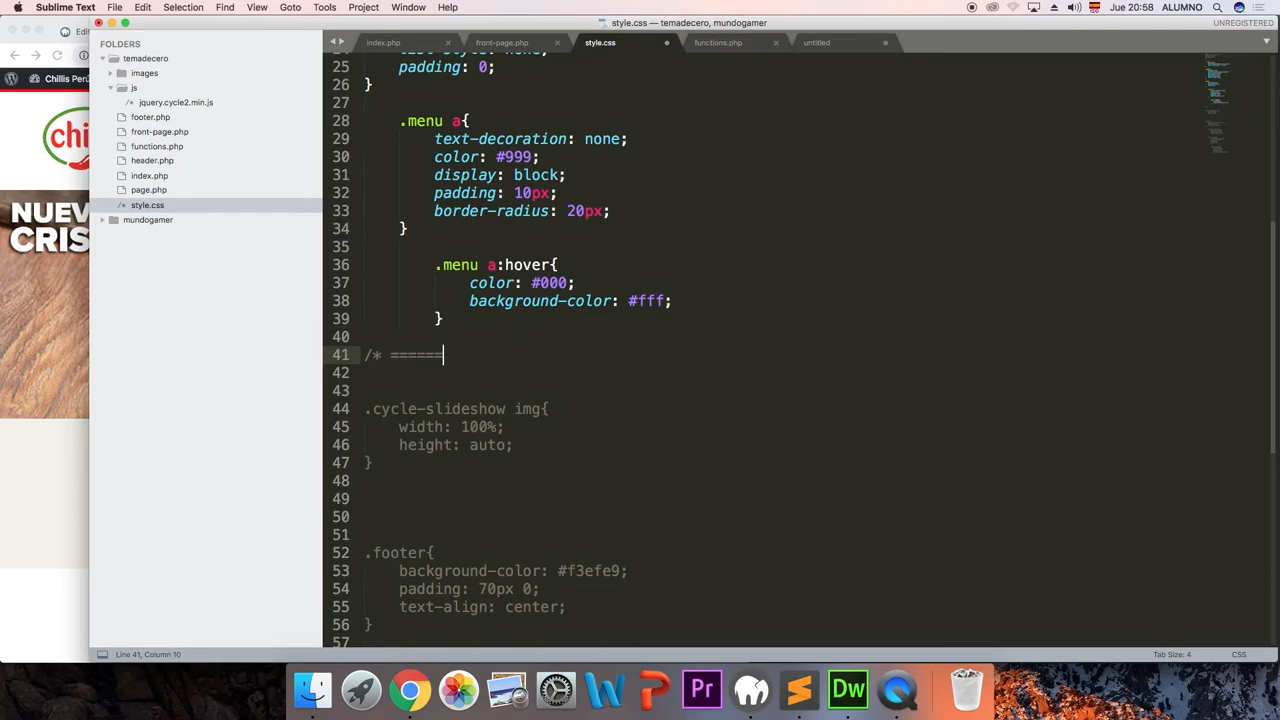 Sublime Text File Edit Selection Find View Goto Tools Project Window Help
Jue 20:58 ALUMNO
style.css — temadecero, mundogamer
UNREGISTERED
Edi
Chillis Perú
chi
NUEV
CRIS
FOLDERS
temadecero
images
js
/* jquery.cycle2.min.js
footer.php
front-page.php
functions.php
header.php
index.php
page.php
/* style.css
mundogamer
index.php front-page.php style.css functions.php untitled
25 padding: 0;
26 }
27
28 .menu a{
29 text-decoration: none;
30 color: #999;
31 display: block;
32 padding: 10px;
33 border-radius: 20px;
34 }
35
36 .menu a:hover{
37 color: #000;
38 background-color: #fff;
39 }
40
41 /* ======
42
43
44 .cycle-slideshow img{
45 width: 100%;
46 height: auto;
47 }
48
49
50
51
52 .footer{
53 background-color: #f3efe9;
54 padding: 70px 0;
55 text-align: center;
56 }
57
Line 41, Column 10
Tab Size: 4 CSS
W P Pr S Dw